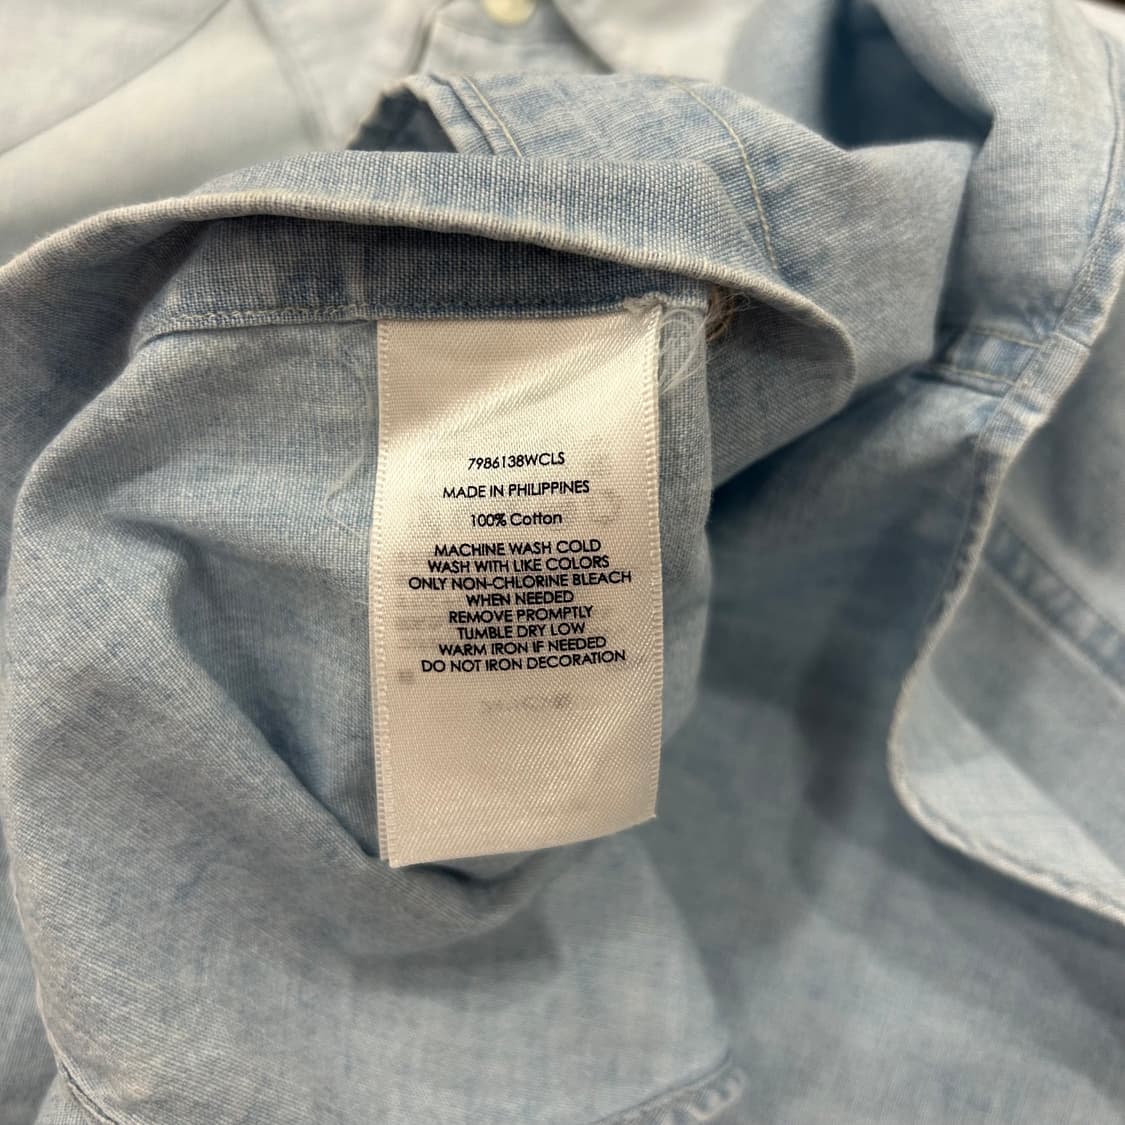 7986138WCLS
MADE IN PHILIPPINES
100% Cotton
MACHINE WASH COLD
WASH WITH LIKE COLORS
ONLY NON-CHLORINE BLEACH
WHEN NEEDED
REMOVE PROMPTLY
TUMBLE DRY LOW
WARM IRON IF NEEDED
DO NOT IRON DECORATION